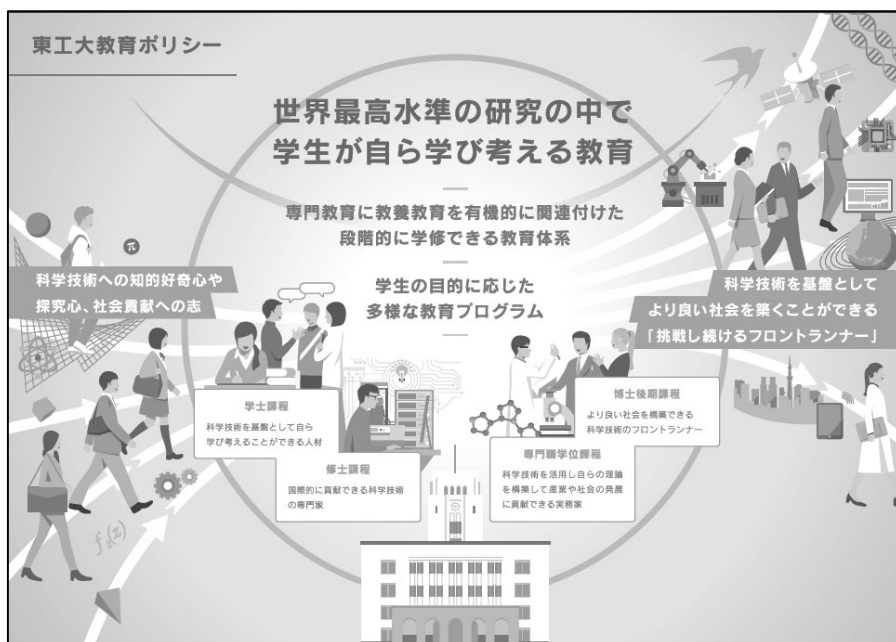 東工大教育ポリシー
世界最高水準の研究の中で
学生が自ら学び考える教育
専門教育に教養教育を有機的に関連付けた
段階的に学修できる教育体系
学生の目的に応じた
多様な教育プログラム
科学技術への知的好奇心や
探究心、社会貢献への志
科学技術を基盤として
より良い社会を築くことができる
「挑戦し続けるフロントランナー」
学士課程
科学技術を基盤として自ら
学び考えることができる人材
修士課程
国際的に貢献できる科学技術
の専門家
博士後期課程
より良い社会を構築できる
科学技術のフロントランナー
専門職学位課程
科学技術を活用し自らの理論
を構築して産業や社会の発展
に貢献できる実務家
π
f₂(z)